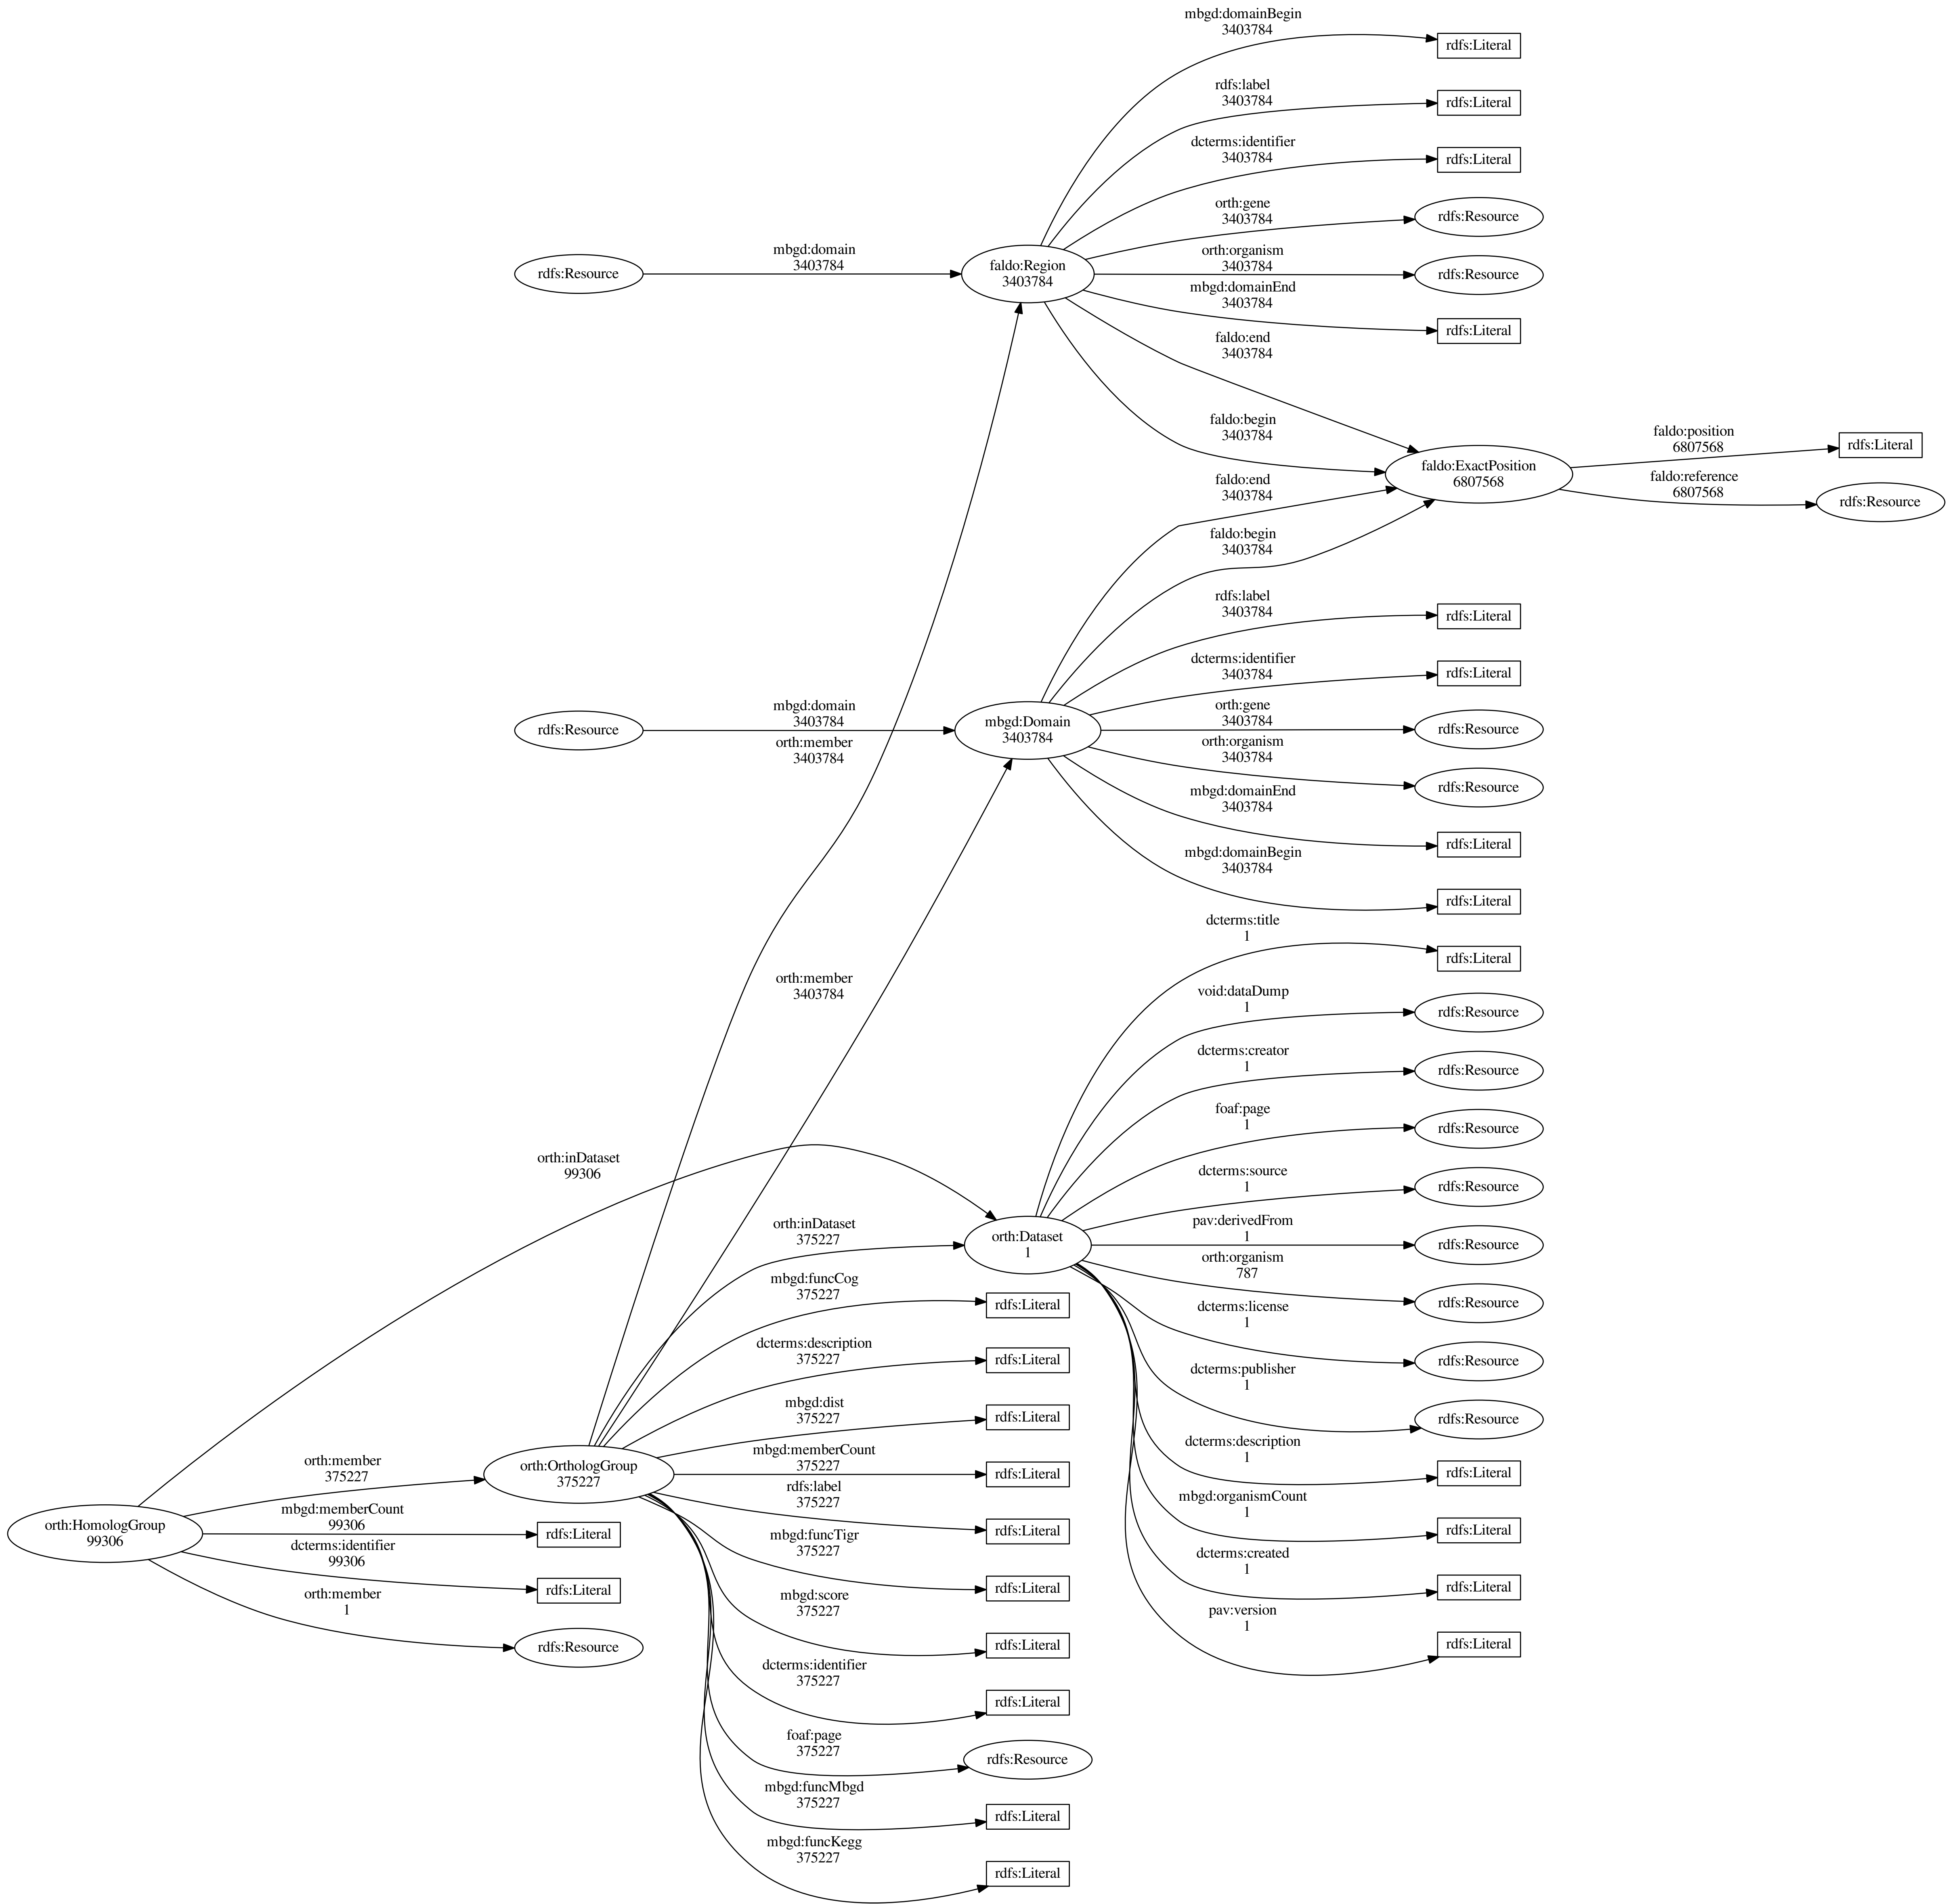 mbgd:domainBegin
3403784
rdfs:Literal
rdfs:label
3403784
rdfs:Literal
dcterms:identifier
3403784
rdfs:Literal
orth:gene
3403784
rdfs:Resource
mbgd:domain
3403784
rdfs:Resource
faldo:Region
3403784
orth:organism
3403784
rdfs:Resource
mbgd:domainEnd
3403784
rdfs:Literal
faldo:end
3403784
faldo:begin
3403784
faldo:ExactPosition
6807568
faldo:position
6807568
rdfs:Literal
faldo:reference
6807568
rdfs:Resource
faldo:end
3403784
faldo:begin
3403784
rdfs:label
3403784
rdfs:Literal
dcterms:identifier
3403784
rdfs:Literal
mbgd:domain
3403784
rdfs:Resource
mbgd:Domain
3403784
orth:gene
3403784
rdfs:Resource
orth:member
3403784
orth:organism
3403784
rdfs:Resource
mbgd:domainEnd
3403784
rdfs:Literal
mbgd:domainBegin
3403784
rdfs:Literal
dcterms:title
1
rdfs:Literal
orth:member
3403784
void:dataDump
1
rdfs:Resource
dcterms:creator
1
rdfs:Resource
foaf:page
1
rdfs:Resource
orth:inDataset
99306
dcterms:source
1
rdfs:Resource
orth:inDataset
375227
orth:Dataset
1
pav:derivedFrom
1
rdfs:Resource
orth:organism
787
rdfs:Resource
mbgd:funcCog
375227
rdfs:Literal
dcterms:license
1
rdfs:Resource
dcterms:description
375227
rdfs:Literal
dcterms:publisher
1
rdfs:Resource
mbgd:dist
375227
rdfs:Literal
dcterms:description
1
rdfs:Literal
orth:member
375227
orth:OrthologGroup
375227
mbgd:memberCount
375227
rdfs:Literal
mbgd:organismCount
1
rdfs:Literal
rdfs:label
375227
rdfs:Literal
orth:HomologGroup
99306
mbgd:memberCount
99306
rdfs:Literal
dcterms:identifier
99306
rdfs:Literal
mbgd:funcTigr
375227
rdfs:Literal
dcterms:created
1
rdfs:Literal
orth:member
1
rdfs:Resource
mbgd:score
375227
rdfs:Literal
pav:version
1
rdfs:Literal
dcterms:identifier
375227
rdfs:Literal
foaf:page
375227
rdfs:Resource
mbgd:funcMbgd
375227
rdfs:Literal
mbgd:funcKegg
375227
rdfs:Literal